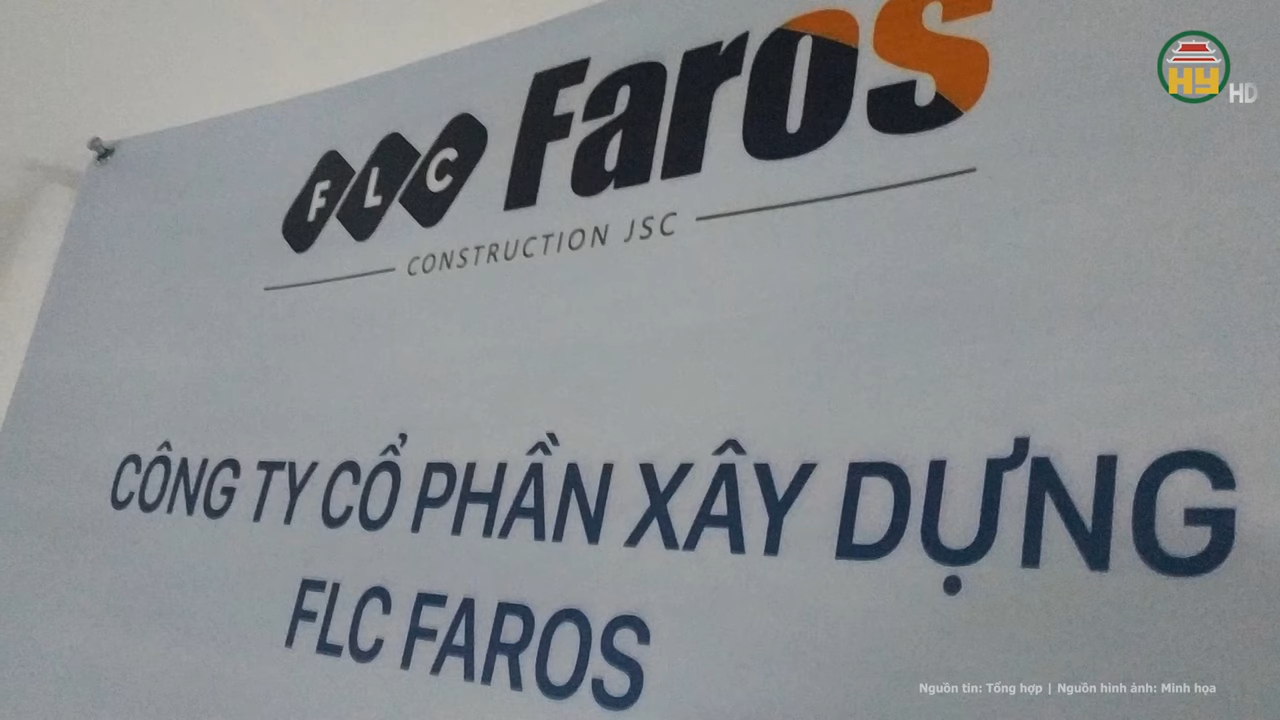 HY HD
FLC Faros
CONSTRUCTION JSC
CÔNG TY CỔ PHẦN XÂY DỰNG
FLC FAROS
Nguồn tin: Tổng hợp | Nguồn hình ảnh: Minh họa